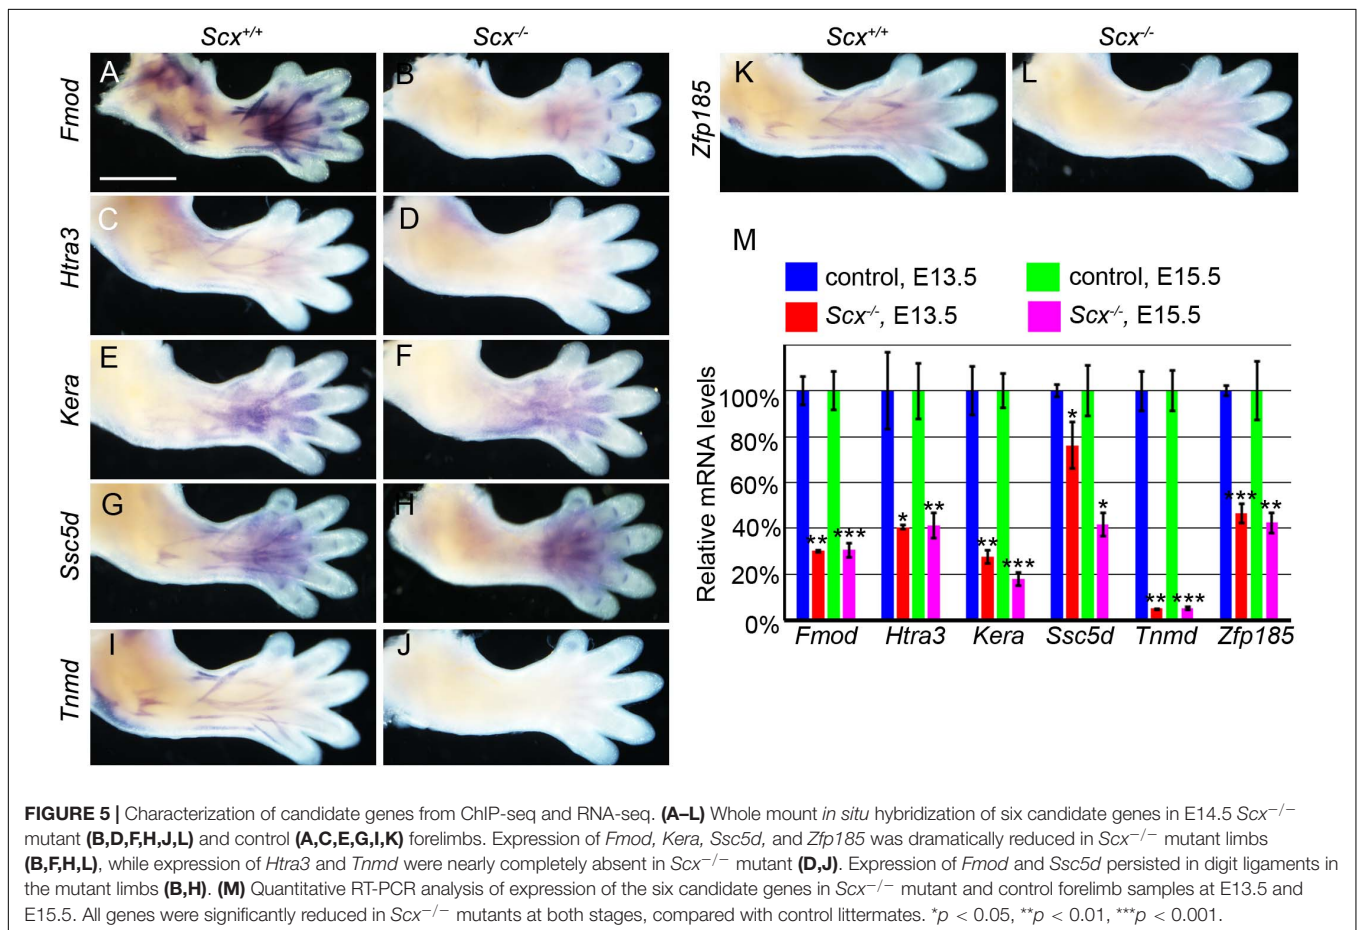 Scx+/+
Scx-/-
Scx+/+
Scx-/-
Fmod
A
B
Zfp185
K
L
Htra3
C
D
Kera
E
F
Ssc5d
G
H
Tnmd
I
J
M
control, E13.5
control, E15.5
Scx-/-, E13.5
Scx-/-, E15.5
Relative mRNA levels
100%
80%
60%
40%
20%
0%
** *** * ** ** *** * * ** *** *** **
Fmod Htra3 Kera Ssc5d Tnmd Zfp185
FIGURE 5 | Characterization of candidate genes from ChIP-seq and RNA-seq. (A–L) Whole mount in situ hybridization of six candidate genes in E14.5 Scx−/−
mutant (B,D,F,H,J,L) and control (A,C,E,G,I,K) forelimbs. Expression of Fmod, Kera, Ssc5d, and Zfp185 was dramatically reduced in Scx−/− mutant limbs
(B,F,H,L), while expression of Htra3 and Tnmd were nearly completely absent in Scx−/− mutant (D,J). Expression of Fmod and Ssc5d persisted in digit ligaments in
the mutant limbs (B,H). (M) Quantitative RT-PCR analysis of expression of the six candidate genes in Scx−/− mutant and control forelimb samples at E13.5 and
E15.5. All genes were significantly reduced in Scx−/− mutants at both stages, compared with control littermates. *p < 0.05, **p < 0.01, ***p < 0.001.